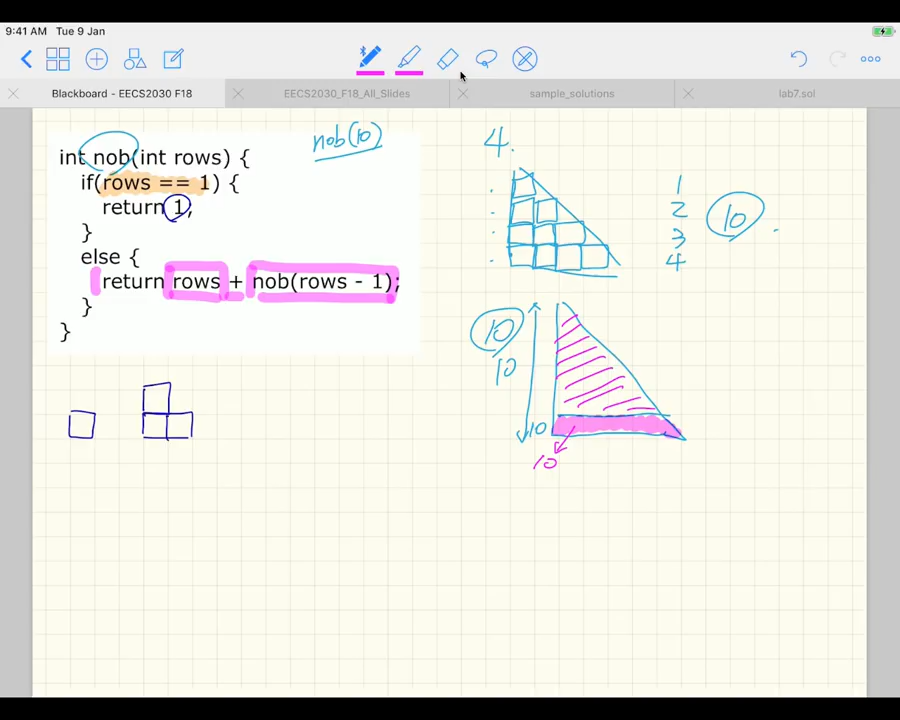 9:41 AM Tue 9 Jan
Blackboard - EECS2030 F18
EECS2030_F18_All_Slides
sample_solutions
lab7.sol
int nob(int rows) {
if(rows == 1) {
return 1;
}
else {
return rows + nob(rows - 1);
}
}
nob(10)
4.
1
2
3
4
10
10
10
10
10